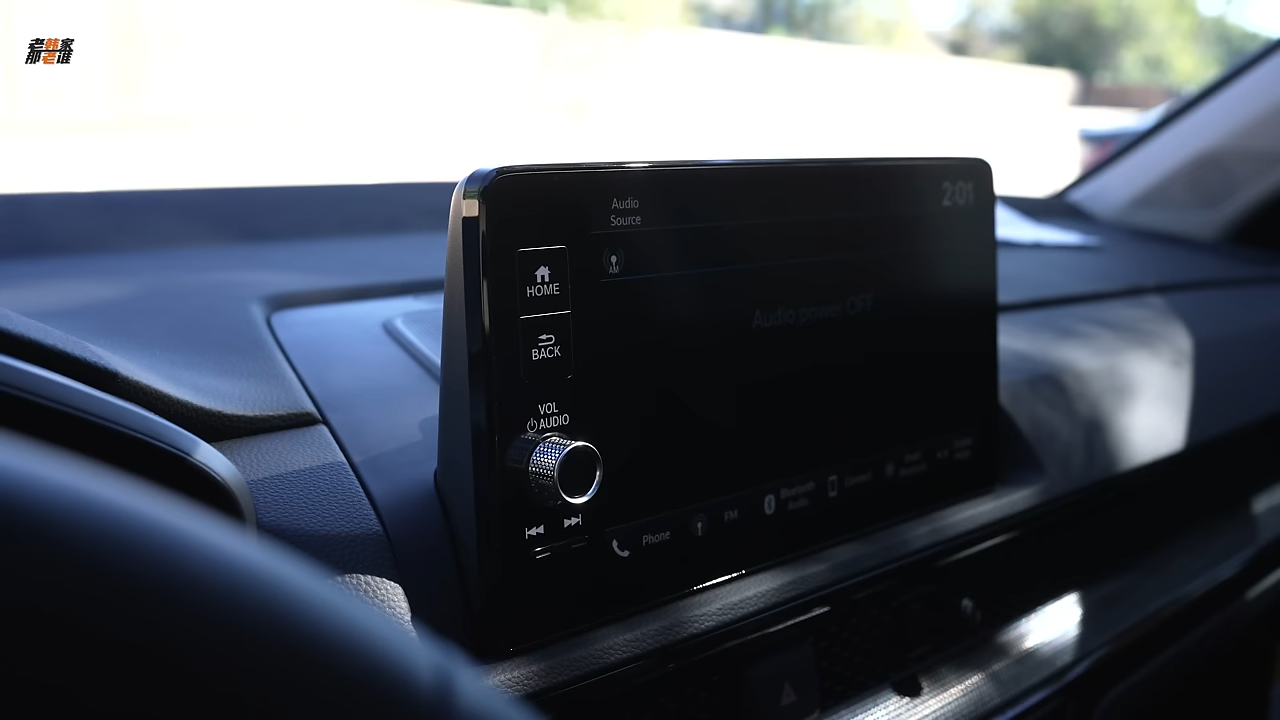 老韩家
那老谁
Audio
Source
2:01
AM
HOME
Audio power OFF
BACK
VOL
AUDIO
Phone
FM
Bluetooth
Audio
Connect